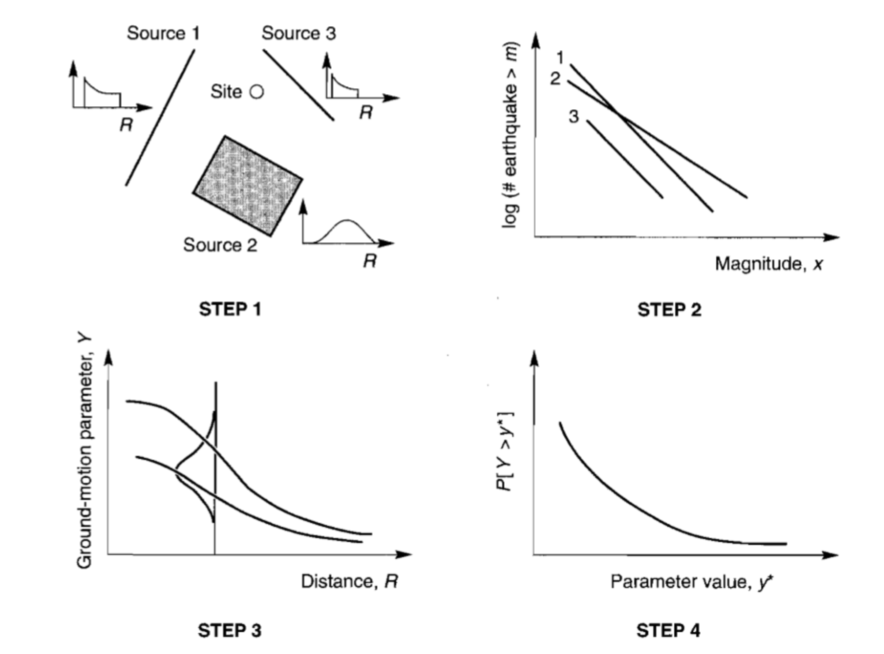 Source 1
Source 3
Site
R
R
Source 2
R
STEP 1
log (# earthquake > m)
1
2
3
Magnitude, x
STEP 2
Ground-motion parameter, Y
Distance, R
STEP 3
P[Y > y*]
Parameter value, y*
STEP 4